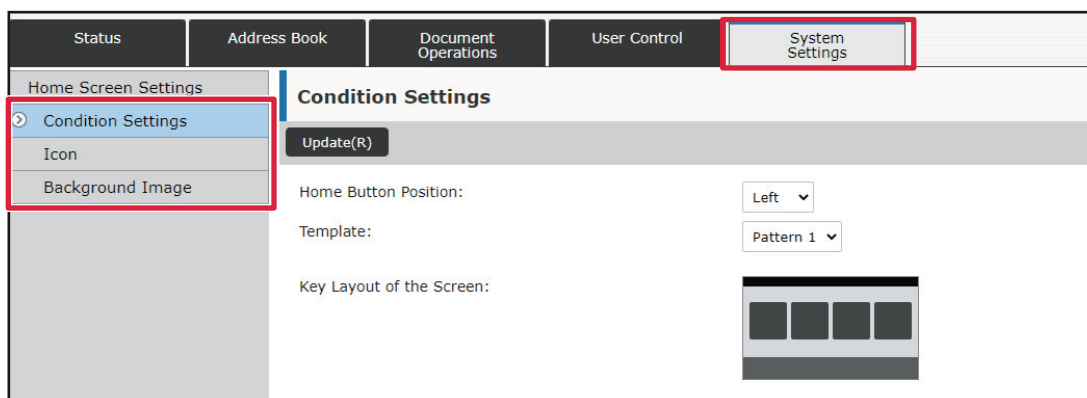 Status
Address Book
Document
Operations
User Control
System
Settings
Home Screen Settings
Condition Settings
Icon
Background Image
Condition Settings
Update(R)
Home Button Position:
Left
Template:
Pattern 1
Key Layout of the Screen: